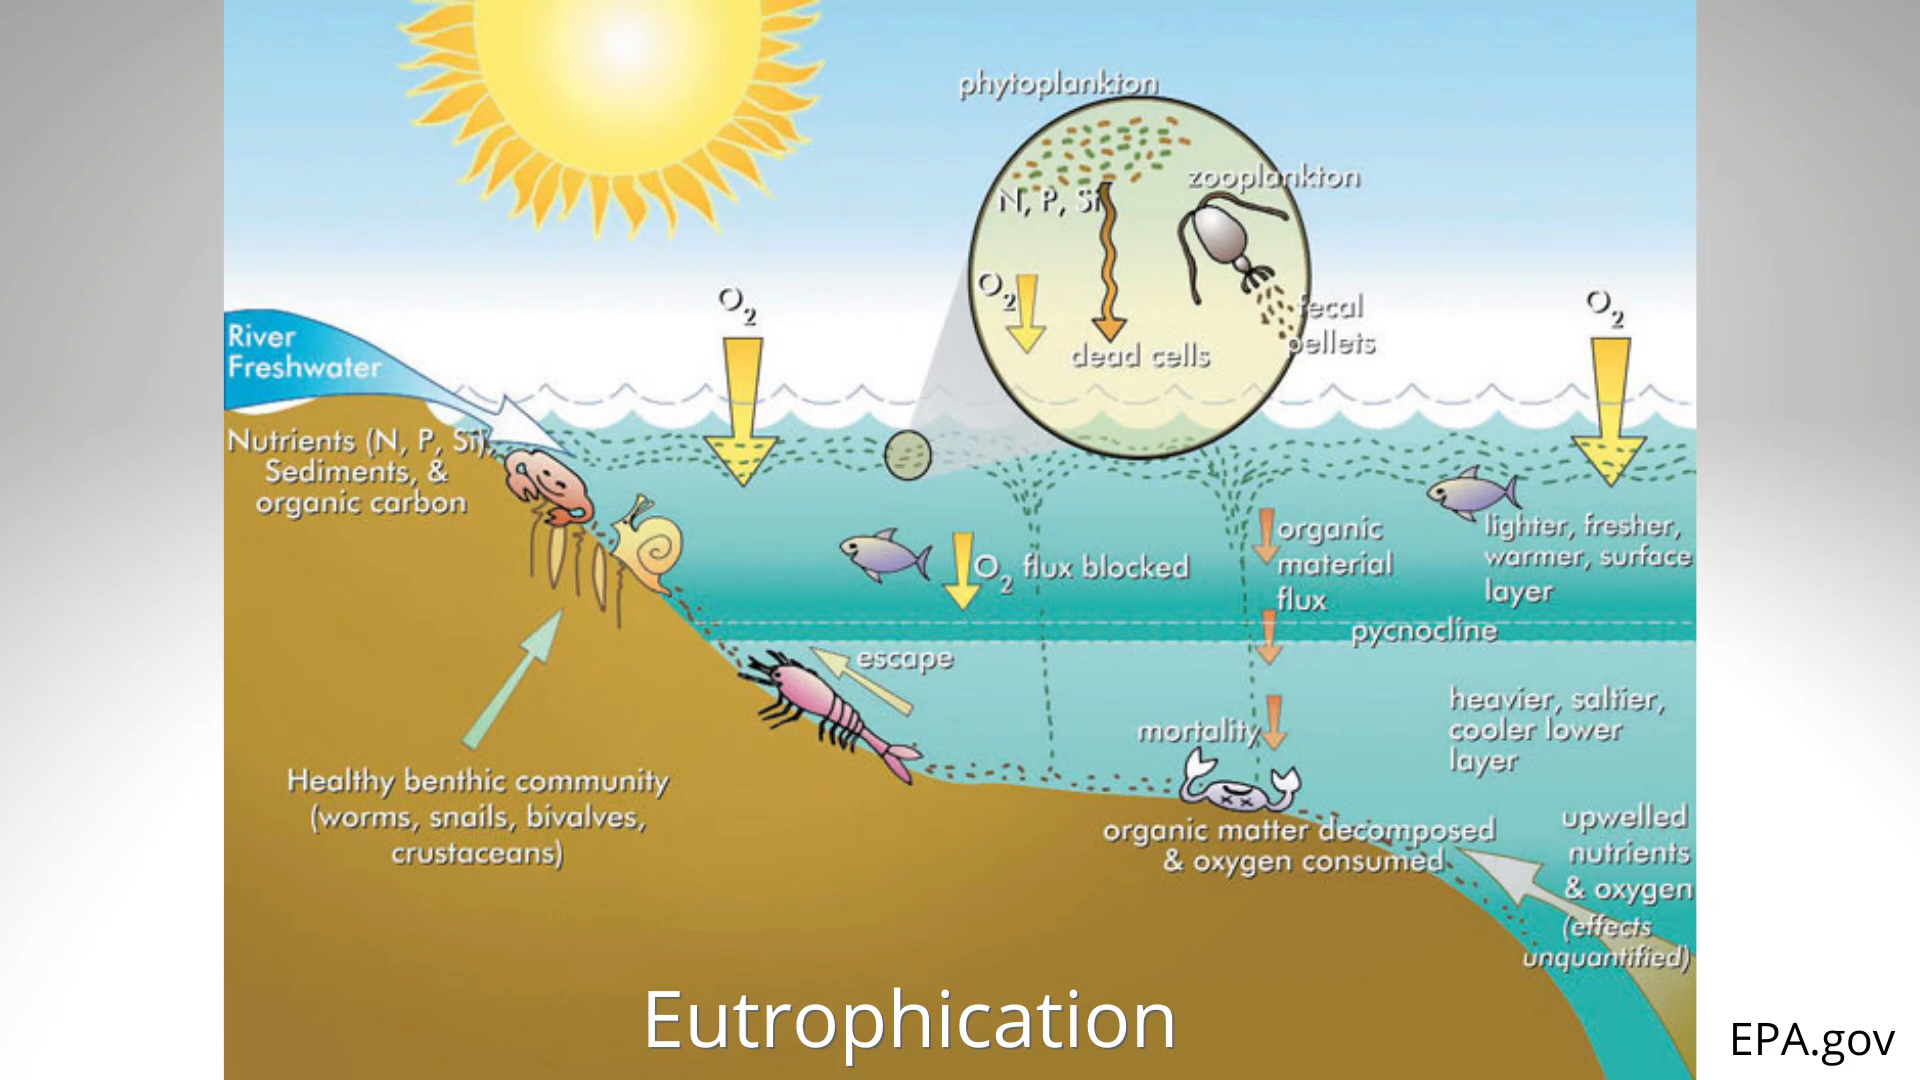 phytoplankton
zooplankton
N, P, Si
O2
fecal
pellets
dead cells
O2
O2
River
Freshwater
Nutrients (N, P, Si),
Sediments, &
organic carbon
organic
material
flux
lighter, fresher,
warmer, surface
layer
O2 flux blocked
pycnocline
escape
heavier, saltier,
cooler lower
layer
mortality
Healthy benthic community
(worms, snails, bivalves,
crustaceans)
organic matter decomposed
& oxygen consumed
upwelled
nutrients
& oxygen
(effects
unquantified)
Eutrophication
EPA.gov